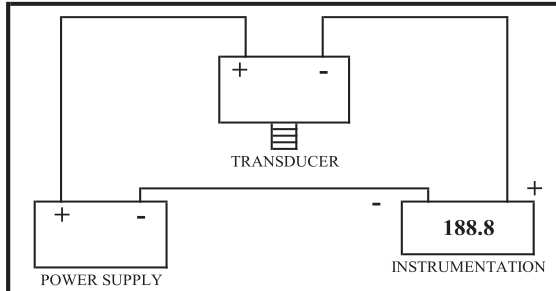 + -
TRANSDUCER
+ - - +
188.8
POWER SUPPLY
INSTRUMENTATION